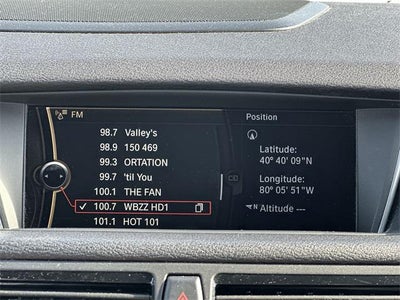 FM
98.7 Valley's
98.9 150 469
99.3 ORTATION
99.7 'til You
100.1 THE FAN
✓ 100.7 WBZZ HD1
101.1 HOT 101
Position
Latitude:
40° 40' 09"N
Longitude:
80° 05' 51"W
N Altitude ---